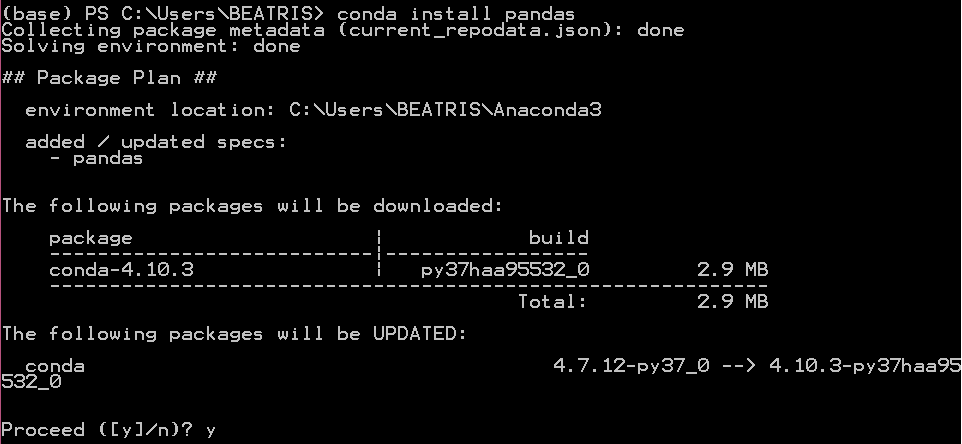 (base) PS C:\Users\BEATRIS> conda install pandas
Collecting package metadata (current_repodata.json): done
Solving environment: done
## Package Plan ##
environment location: C:\Users\BEATRIS\Anaconda3
added / updated specs:
- pandas
The following packages will be downloaded:
package | build
---------------------------|-----------------
conda-4.10.3 | py37haa95532_0 2.9 MB
------------------------------------------------------------
Total: 2.9 MB
The following packages will be UPDATED:
conda 4.7.12-py37_0 --> 4.10.3-py37haa95
532_0
Proceed ([y]/n)? y